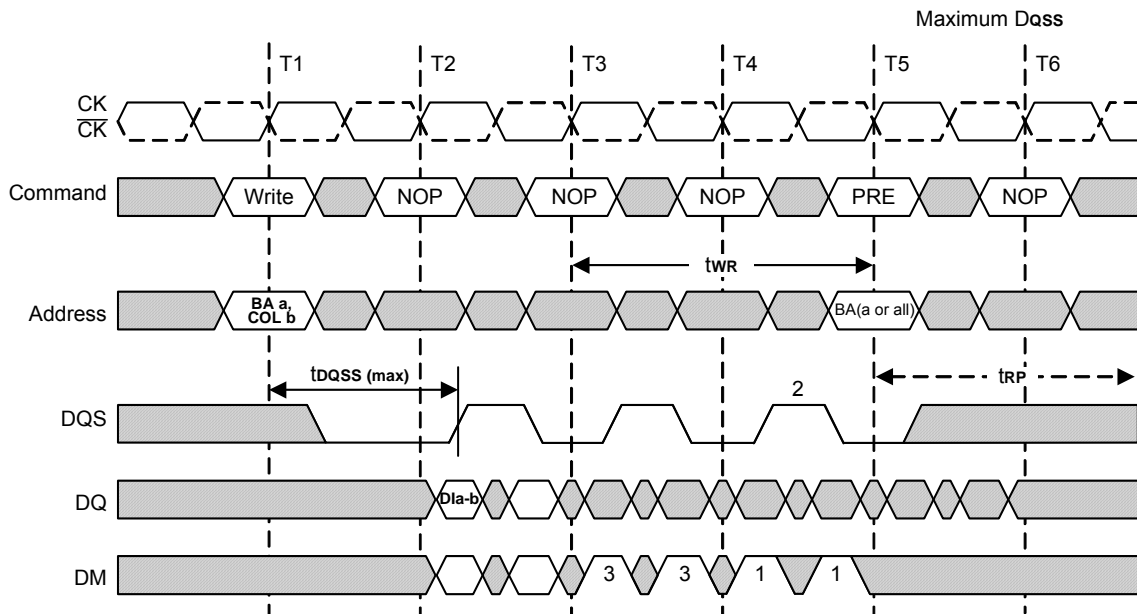 Maximum DQSS
T1 T2 T3 T4 T5 T6
CK
CK
Command Write NOP NOP NOP PRE NOP
tWR
Address BA a, COL b BA(a or all)
tDQSS (max) tRP
DQS 2
DQ DIa-b
DM 3 3 1 1